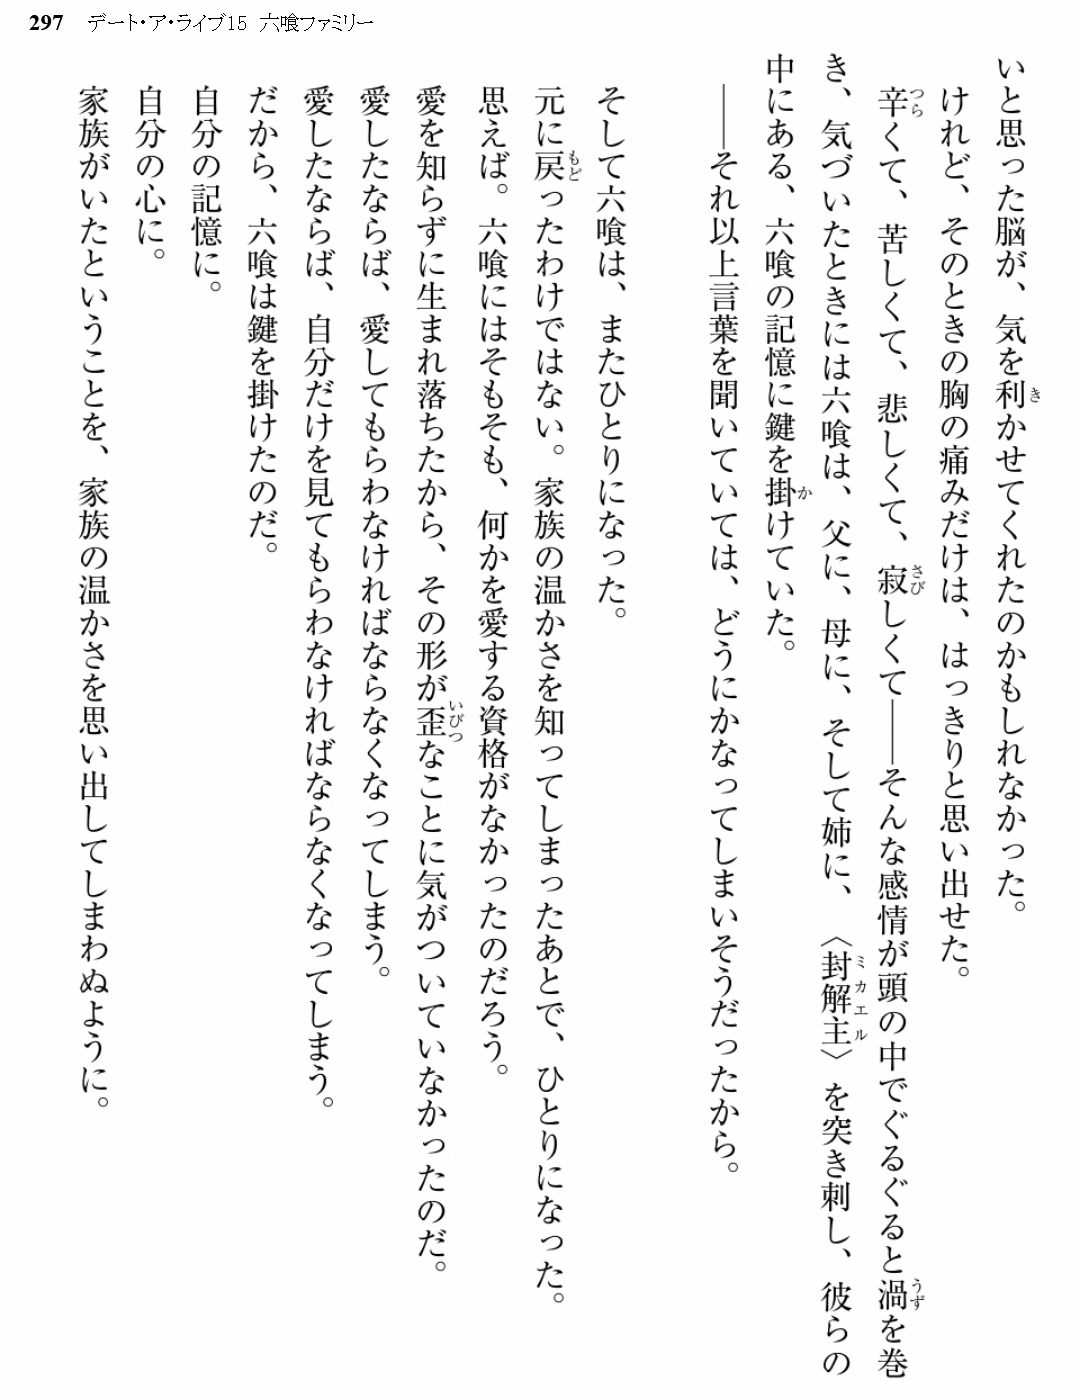 297 デート・ア・ライブ15 六喰ファミリー
いと思った脳が、気を利かせてくれたのかもしれなかった。
けれど、そのときの胸の痛みだけは、はっきりと思い出せた。
辛くて、苦しくて、悲しくて、寂しくて――そんな感情が頭の中でぐるぐると渦を巻
き、気づいたときには六喰は、父に、母に、そして姉に、〈封解主〉を突き刺し、彼らの
中にある、六喰の記憶に鍵を掛けていた。
――それ以上言葉を聞いていては、どうにかなってしまいそうだったから。
そして六喰は、またひとりになった。
元に戻ったわけではない。家族の温かさを知ってしまったあとで、ひとりになった。
思えば。六喰にはそもそも、何かを愛する資格がなかったのだろう。
愛を知らずに生まれ落ちたから、その形が歪なことに気がついていなかったのだ。
愛したならば、愛してもらわなければならなくなってしまう。
愛したならば、自分だけを見てもらわなければならなくなってしまう。
だから、六喰は鍵を掛けたのだ。
自分の記憶に。
自分の心に。
家族がいたということを、家族の温かさを思い出してしまわぬように。